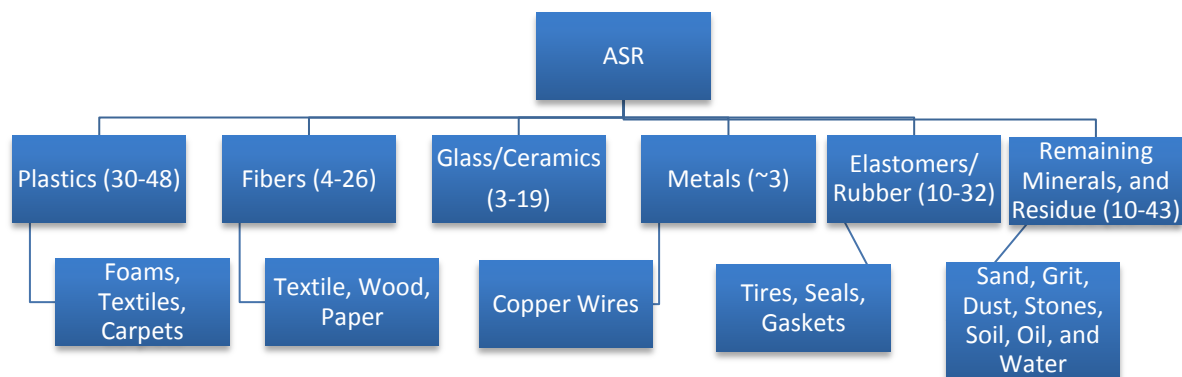 ASR
Plastics (30-48)
Fibers (4-26)
Glass/Ceramics
(3-19)
Metals (~3)
Elastomers/
Rubber (10-32)
Remaining
Minerals, and
Residue (10-43)
Foams,
Textiles,
Carpets
Textile, Wood,
Paper
Copper Wires
Tires, Seals,
Gaskets
Sand, Grit,
Dust, Stones,
Soil, Oil, and
Water